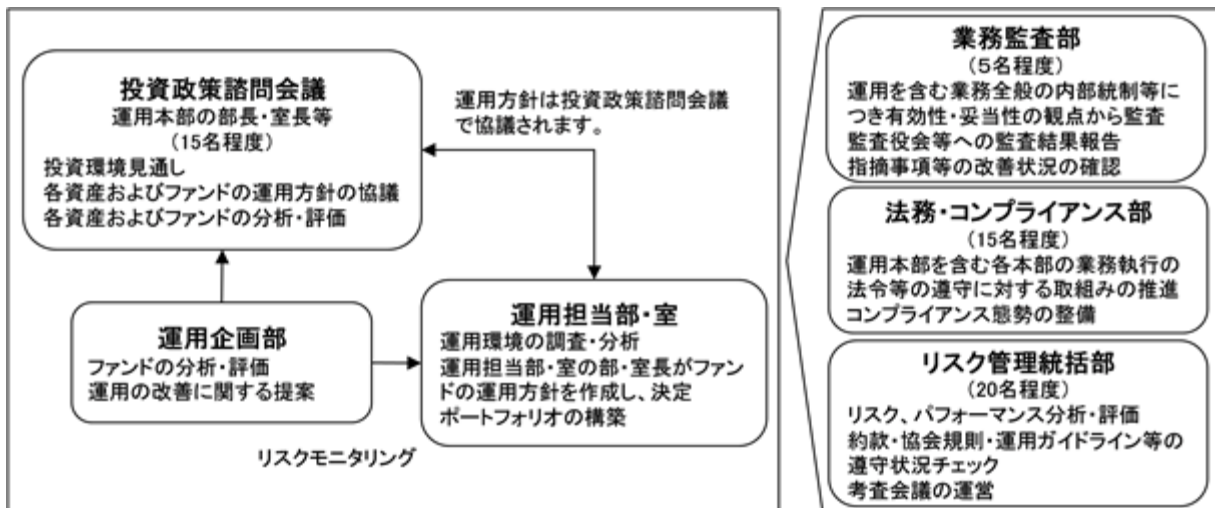 投資政策諮問会議
運用本部の部長・室長等
(15名程度)
投資環境見通し
各資産およびファンドの運用方針の協議
各資産およびファンドの分析・評価
運用方針は投資政策諮問会議
で協議されます。
運用企画部
ファンドの分析・評価
運用の改善に関する提案
運用担当部・室
運用環境の調査・分析
運用担当部・室の部・室長がファン
ドの運用方針を作成し、決定
ポートフォリオの構築
リスクモニタリング
業務監査部
(5名程度)
運用を含む業務全般の内部統制等に
つき有効性・妥当性の観点から監査
監査役会等への監査結果報告
指摘事項等の改善状況の確認
法務・コンプライアンス部
(15名程度)
運用本部を含む各本部の業務執行の
法令等の遵守に対する取組みの推進
コンプライアンス態勢の整備
リスク管理統括部
(20名程度)
リスク、パフォーマンス分析・評価
約款・協会規則・運用ガイドライン等の
遵守状況チェック
考査会議の運営